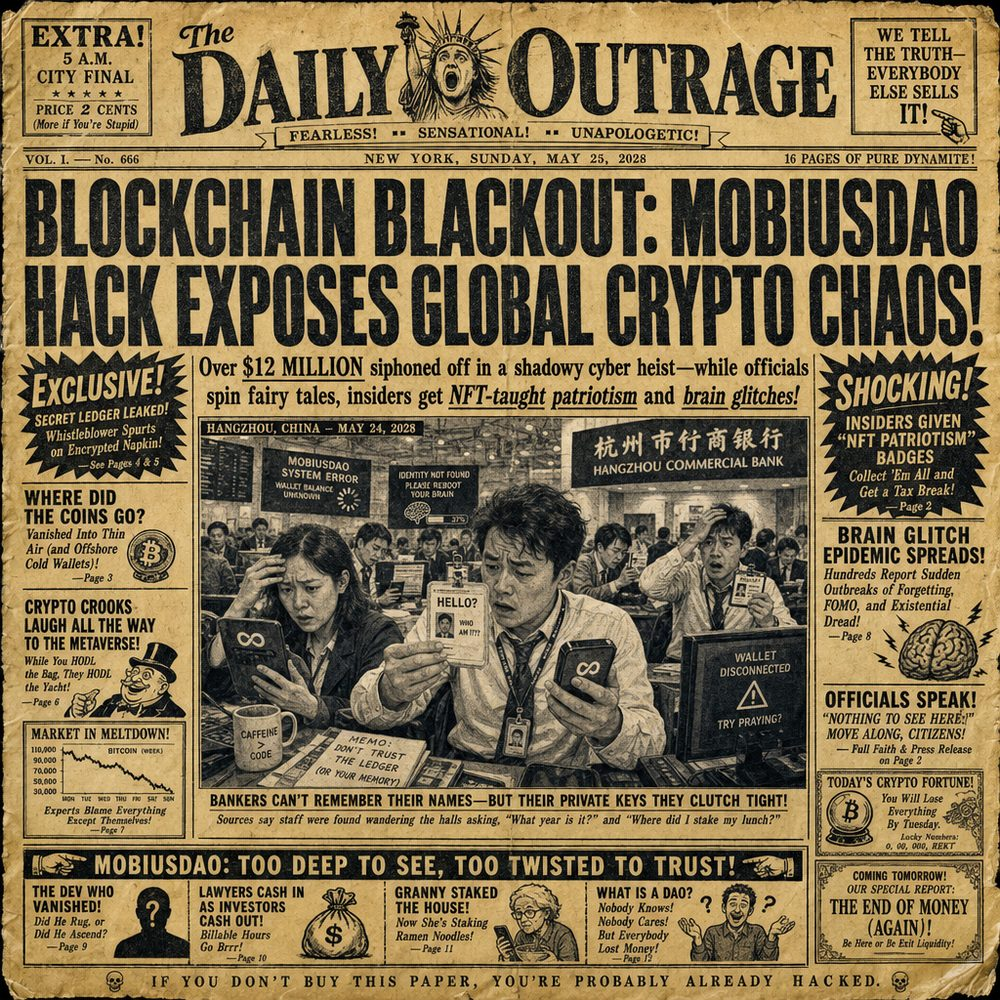 EXTRA!
5 A.M.
CITY FINAL
PRICE 2 CENTS
(More if You're Stupid)
The
DAILY OUTRAGE
FEARLESS! ▪▪ SENSATIONAL! ▪▪ UNAPOLOGETIC!
WE TELL
THE TRUTH—
EVERYBODY
ELSE SELLS
IT!
VOL. I. — No. 666
NEW YORK, SUNDAY, MAY 25, 2028
16 PAGES OF PURE DYNAMITE!
BLOCKCHAIN BLACKOUT: MOBIUSDAO
HACK EXPOSES GLOBAL CRYPTO CHAOS!
EXCLUSIVE!
SECRET LEDGER LEAKED!
Whistleblower Spurts
on Encrypted Napkin!
—See Pages 4 & 5
WHERE DID
THE COINS GO?
Vanished Into Thin
Air (and Offshore
Cold Wallets)!
—Page 3
CRYPTO CROOKS
LAUGH ALL THE WAY
TO THE METAVERSE!
While You HODL
the Bag, They HODL
the Yacht!
—Page 6
MARKET IN MELTDOWN!
BITCOIN (WEEK)
110,000
90,000
70,000
50,000
30,000
MON TUE WED THU FRI SAT SUN
Experts Blame Everything
Except Themselves!
—Page 7
Over $12 MILLION siphoned off in a shadowy cyber heist—while officials
spin fairy tales, insiders get NFT-taught patriotism and brain glitches!
HANGZHOU, CHINA – MAY 24, 2028
MOBIUSDAO
SYSTEM ERROR
WALLET BALANCE
UNKNOWN
IDENTITY NOT FOUND
PLEASE REBOOT
YOUR BRAIN
37%
杭州市行商银行
HANGZHOU COMMERCIAL BANK
HELLO?
WHO
AM I???
CAFFEINE
>
CODE
MEMO:
DON'T TRUST
THE LEDGER
(OR YOUR MEMORY)
WALLET
DISCONNECTED
TRY PRAYING?
BANKERS CAN'T REMEMBER THEIR NAMES—BUT THEIR PRIVATE KEYS THEY CLUTCH TIGHT!
Sources say staff were found wandering the halls asking, "What year is it?" and "Where did I stake my lunch?"
SHOCKING!
INSIDERS GIVEN
"NFT PATRIOTISM"
BADGES
Collect 'Em All and
Get a Tax Break!
—Page 2
BRAIN GLITCH
EPIDEMIC SPREADS!
Hundreds Report Sudden
Outbreaks of Forgetting,
FOMO, and Existential
Dread!
—Page 8
OFFICIALS SPEAK!
"NOTHING TO SEE HERE!"
MOVE ALONG, CITIZENS!
— Full Faith & Press Release
on Page 2
TODAY'S CRYPTO FORTUNE!
You Will Lose
Everything
By Tuesday.
Lucky Numbers:
0, 00, 000, REKT
MOBIUSDAO: TOO DEEP TO SEE, TOO TWISTED TO TRUST!
THE DEV WHO
VANISHED!
Did He Rug, or
Did He Ascend?
—Page 9
?
LAWYERS CASH IN
AS INVESTORS
CASH OUT!
Billable Hours
Go Brrr!
—Page 10
$
GRANNY STAKED
THE HOUSE!
Now She's Staking
Ramen Noodles!
—Page 11
WHAT IS A DAO?
Nobody Knows!
Nobody Cares!
But Everybody
Lost Money!
—Page 12
? ?
COMING TOMORROW!
OUR SPECIAL REPORT:
THE END OF MONEY
(AGAIN)!
Be Here or Be Exit Liquidity!
IF YOU DON'T BUY THIS PAPER, YOU'RE PROBABLY ALREADY HACKED.